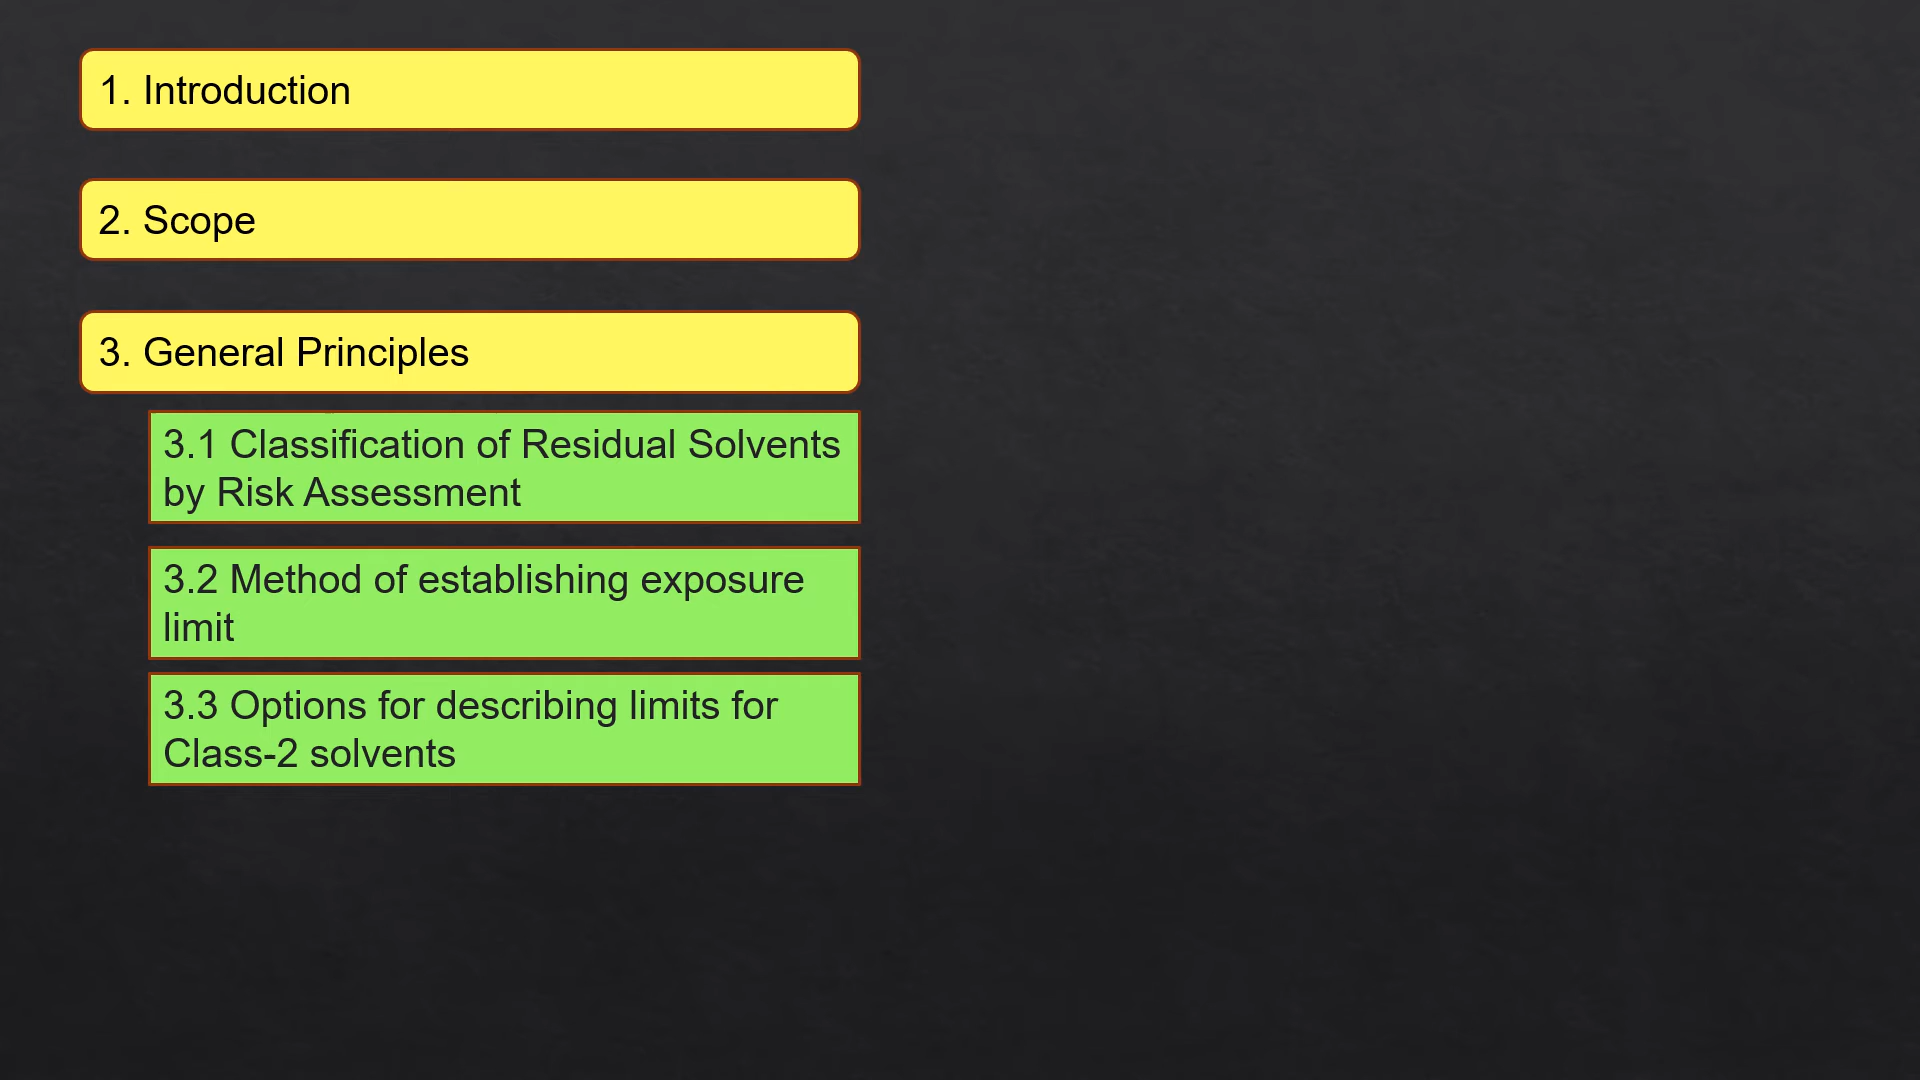 1. Introduction
2. Scope
3. General Principles
3.1 Classification of Residual Solvents
by Risk Assessment
3.2 Method of establishing exposure
limit
3.3 Options for describing limits for
Class-2 solvents